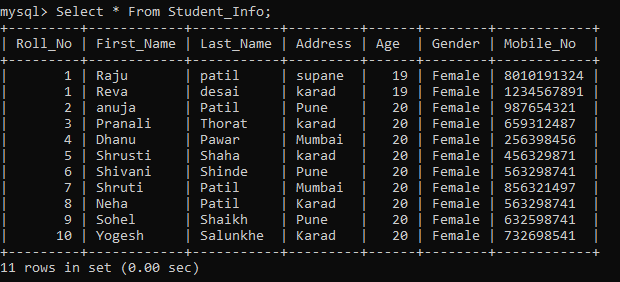 mysql> Select * From Student_Info;
+---------+------------+-----------+---------+------+--------+------------+
| Roll_No | First_Name | Last_Name | Address | Age  | Gender | Mobile_No  |
+---------+------------+-----------+---------+------+--------+------------+
|       1 | Raju       | patil     | supane  |   19 | Female | 8010191324 |
|       1 | Reva       | desai     | karad   |   19 | Female | 1234567891 |
|       2 | anuja      | Patil     | Pune    |   20 | Female | 987654321  |
|       3 | Pranali    | Thorat    | karad   |   20 | Female | 659312487  |
|       4 | Dhanu      | Pawar     | Mumbai  |   20 | Female | 256398456  |
|       5 | Shrusti    | Shaha     | karad   |   20 | Female | 456329871  |
|       6 | Shivani    | Shinde    | Pune    |   20 | Female | 563298741  |
|       7 | Shruti     | Patil     | Mumbai  |   20 | Female | 856321497  |
|       8 | Neha       | Patil     | Karad   |   20 | Female | 563298741  |
|       9 | Sohel      | Shaikh    | Pune    |   20 | Female | 632598741  |
|      10 | Yogesh     | Salunkhe  | Karad   |   20 | Female | 732698541  |
+---------+------------+-----------+---------+------+--------+------------+
11 rows in set (0.00 sec)